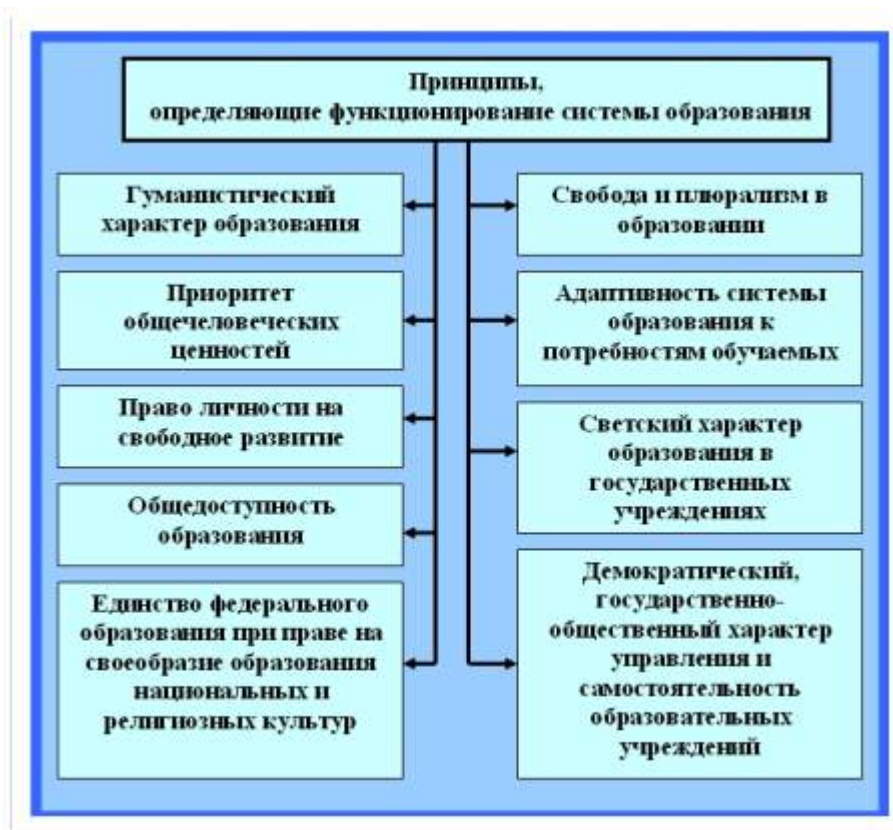 Принципы,
определяющие функционирование системы образования
Гуманистический
характер образования
Приоритет
общечеловеческих
ценностей
Право личности на
свободное развитие
Общедоступность
образования
Единство федерального
образования при праве на
своеобразие образования
национальных и
религиозных культур
Свобода и плюрализм в
образовании
Адаптивность системы
образования к
потребностям обучаемых
Светский характер
образования в
государственных
учреждениях
Демократический,
государственно-
общественный характер
управления и
самостоятельность
образовательных
учреждений